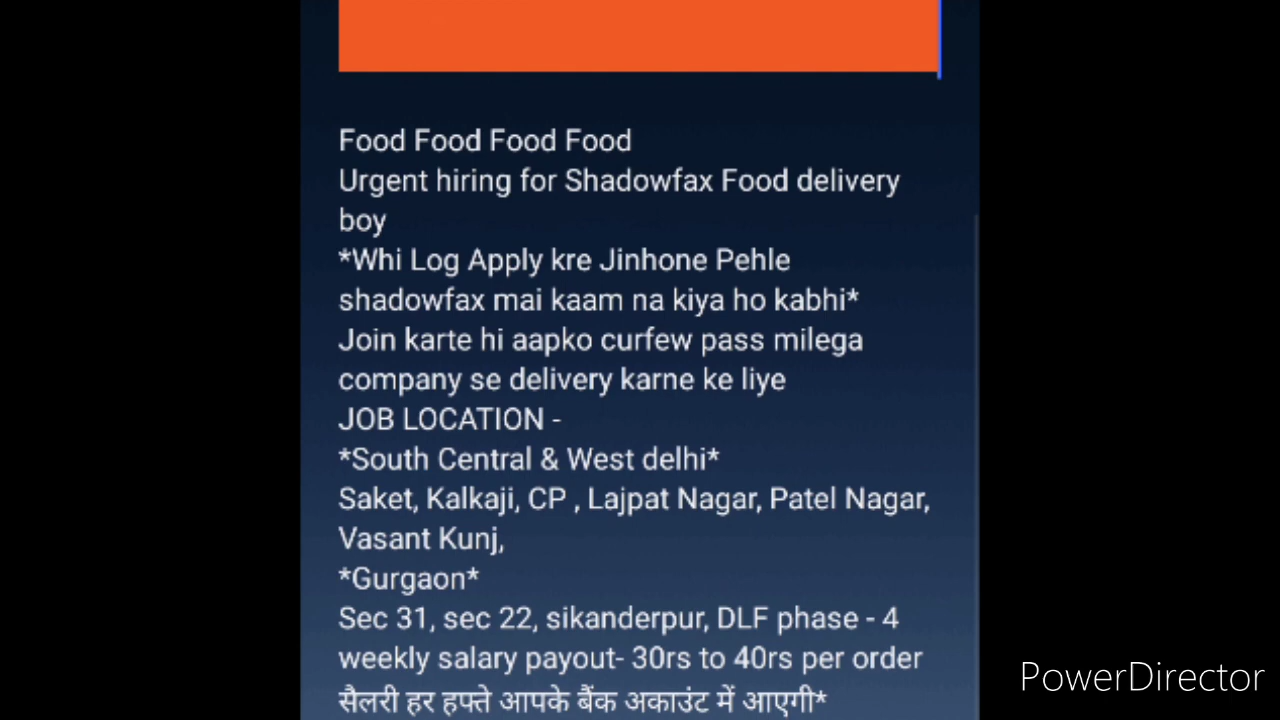 Food Food Food Food
Urgent hiring for Shadowfax Food delivery
boy
*Whi Log Apply kre Jinhone Pehle
shadowfax mai kaam na kiya ho kabhi*
Join karte hi aapko curfew pass milega
company se delivery karne ke liye
JOB LOCATION -
*South Central & West delhi*
Saket, Kalkaji, CP , Lajpat Nagar, Patel Nagar,
Vasant Kunj,
*Gurgaon*
Sec 31, sec 22, sikanderpur, DLF phase - 4
weekly salary payout- 30rs to 40rs per order
सैलरी हर हफ्ते आपके बैंक अकाउंट में आएगी*
PowerDirector